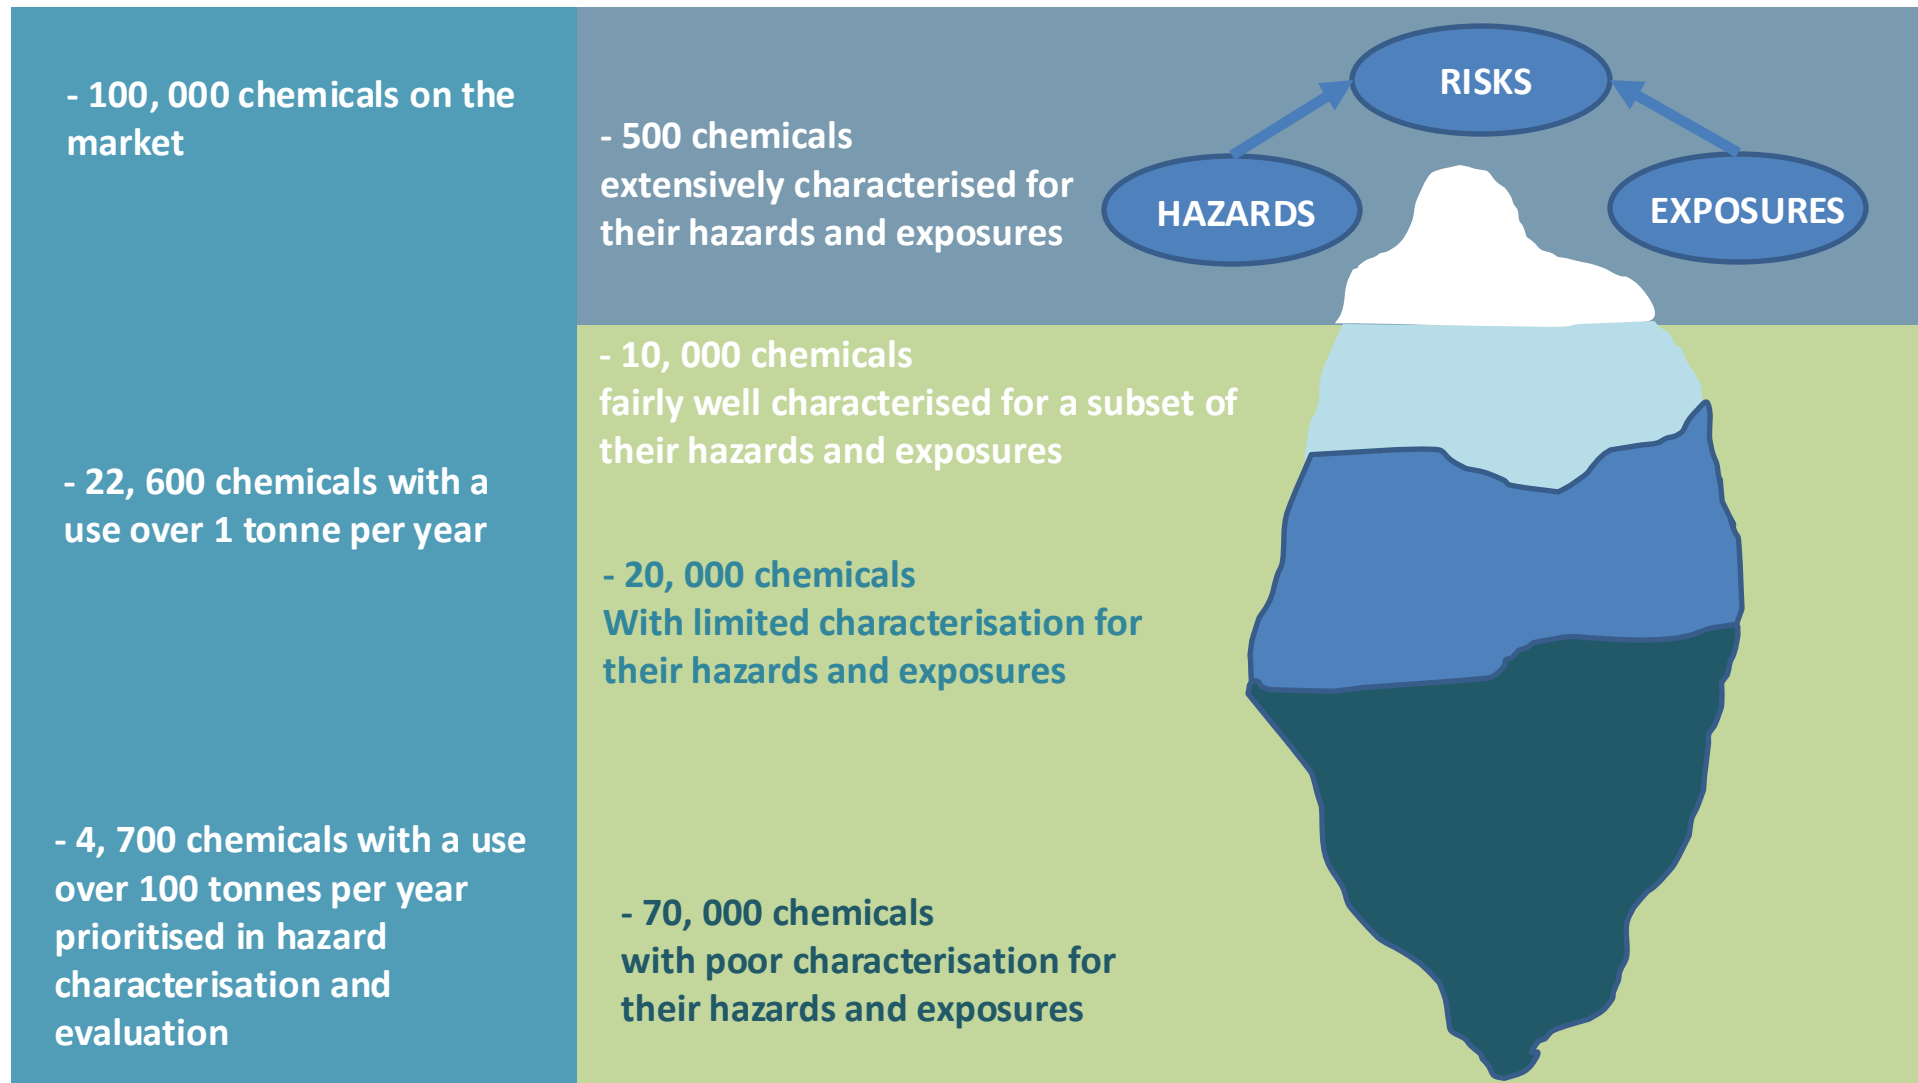 - 100, 000 chemicals on the
market
- 22, 600 chemicals with a
use over 1 tonne per year
- 4, 700 chemicals with a use
over 100 tonnes per year
prioritised in hazard
characterisation and
evaluation
- 500 chemicals
extensively characterised for
their hazards and exposures
RISKS
HAZARDS
EXPOSURES
- 10, 000 chemicals
fairly well characterised for a subset of
their hazards and exposures
- 20, 000 chemicals
With limited characterisation for
their hazards and exposures
- 70, 000 chemicals
with poor characterisation for
their hazards and exposures